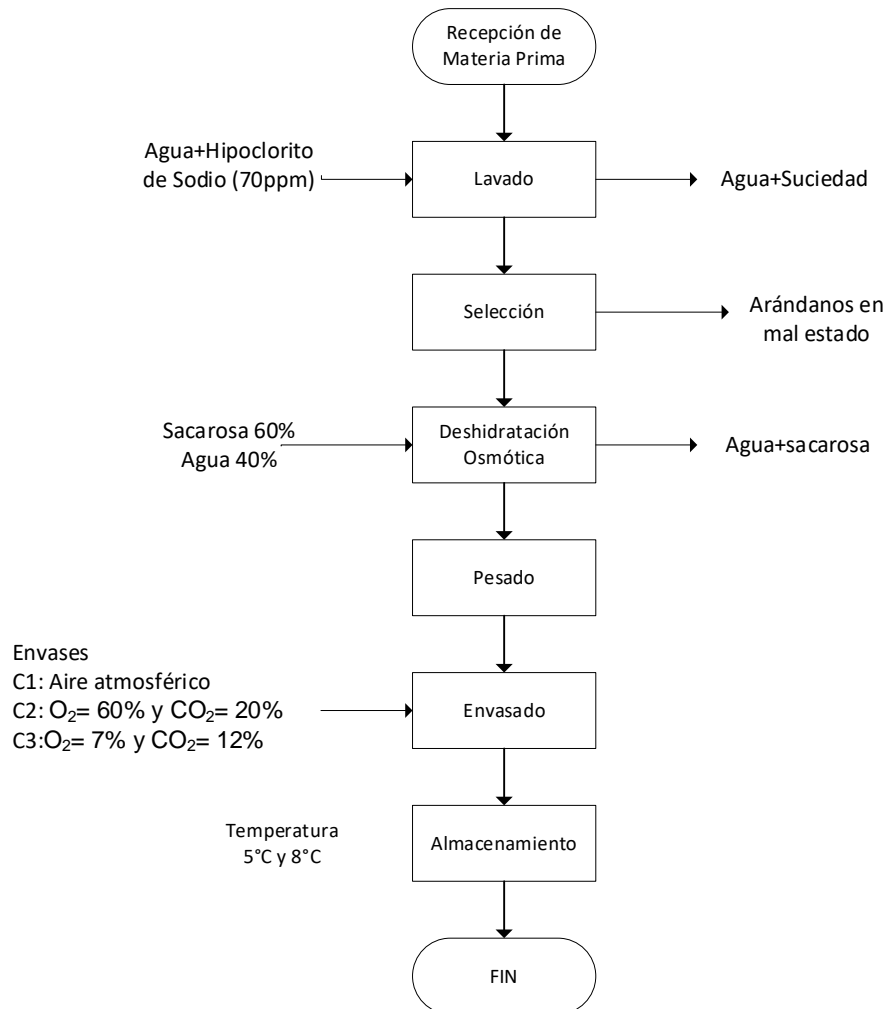 Recepción de
Materia Prima
Agua+Hipoclorito
de Sodio (70ppm)
Lavado
Agua+Suciedad
Selección
Arándanos en
mal estado
Sacarosa 60%
Agua 40%
Deshidratación
Osmótica
Agua+sacarosa
Pesado
Envases
C1: Aire atmosférico
C2: O₂= 60% y CO₂= 20%
C3:O₂= 7% y CO₂= 12%
Envasado
Temperatura
5°C y 8°C
Almacenamiento
FIN